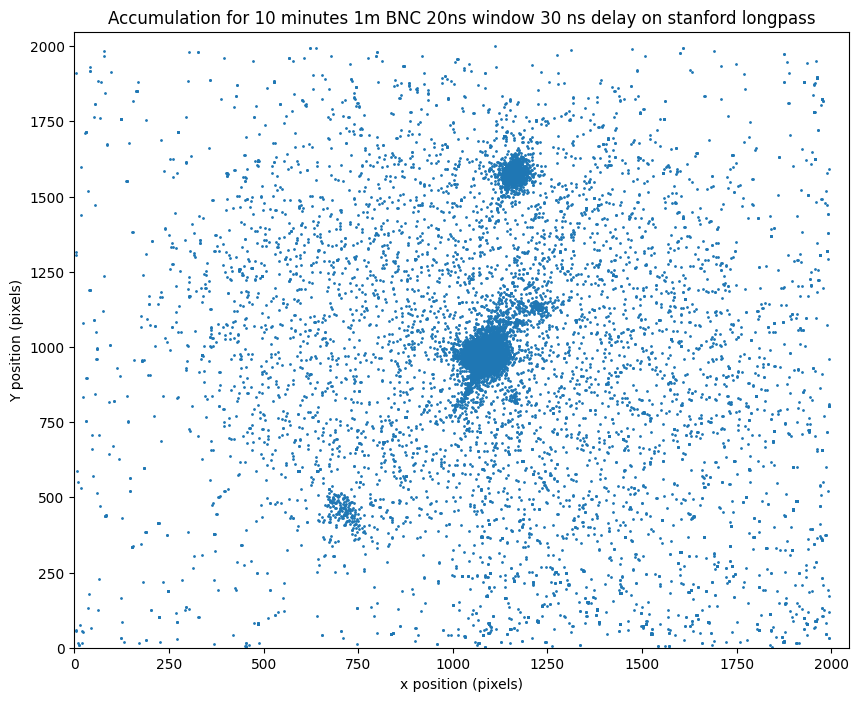 Accumulation for 10 minutes 1m BNC 20ns window 30 ns delay on stanford longpass
2000
1750
1500
1250
1000
750
500
250
0
Y position (pixels)
0 250 500 750 1000 1250 1500 1750 2000
x position (pixels)